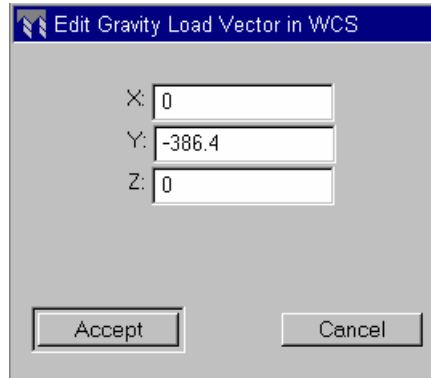 Edit Gravity Load Vector in WCS
X: 0
Y: -386.4
Z: 0
Accept Cancel